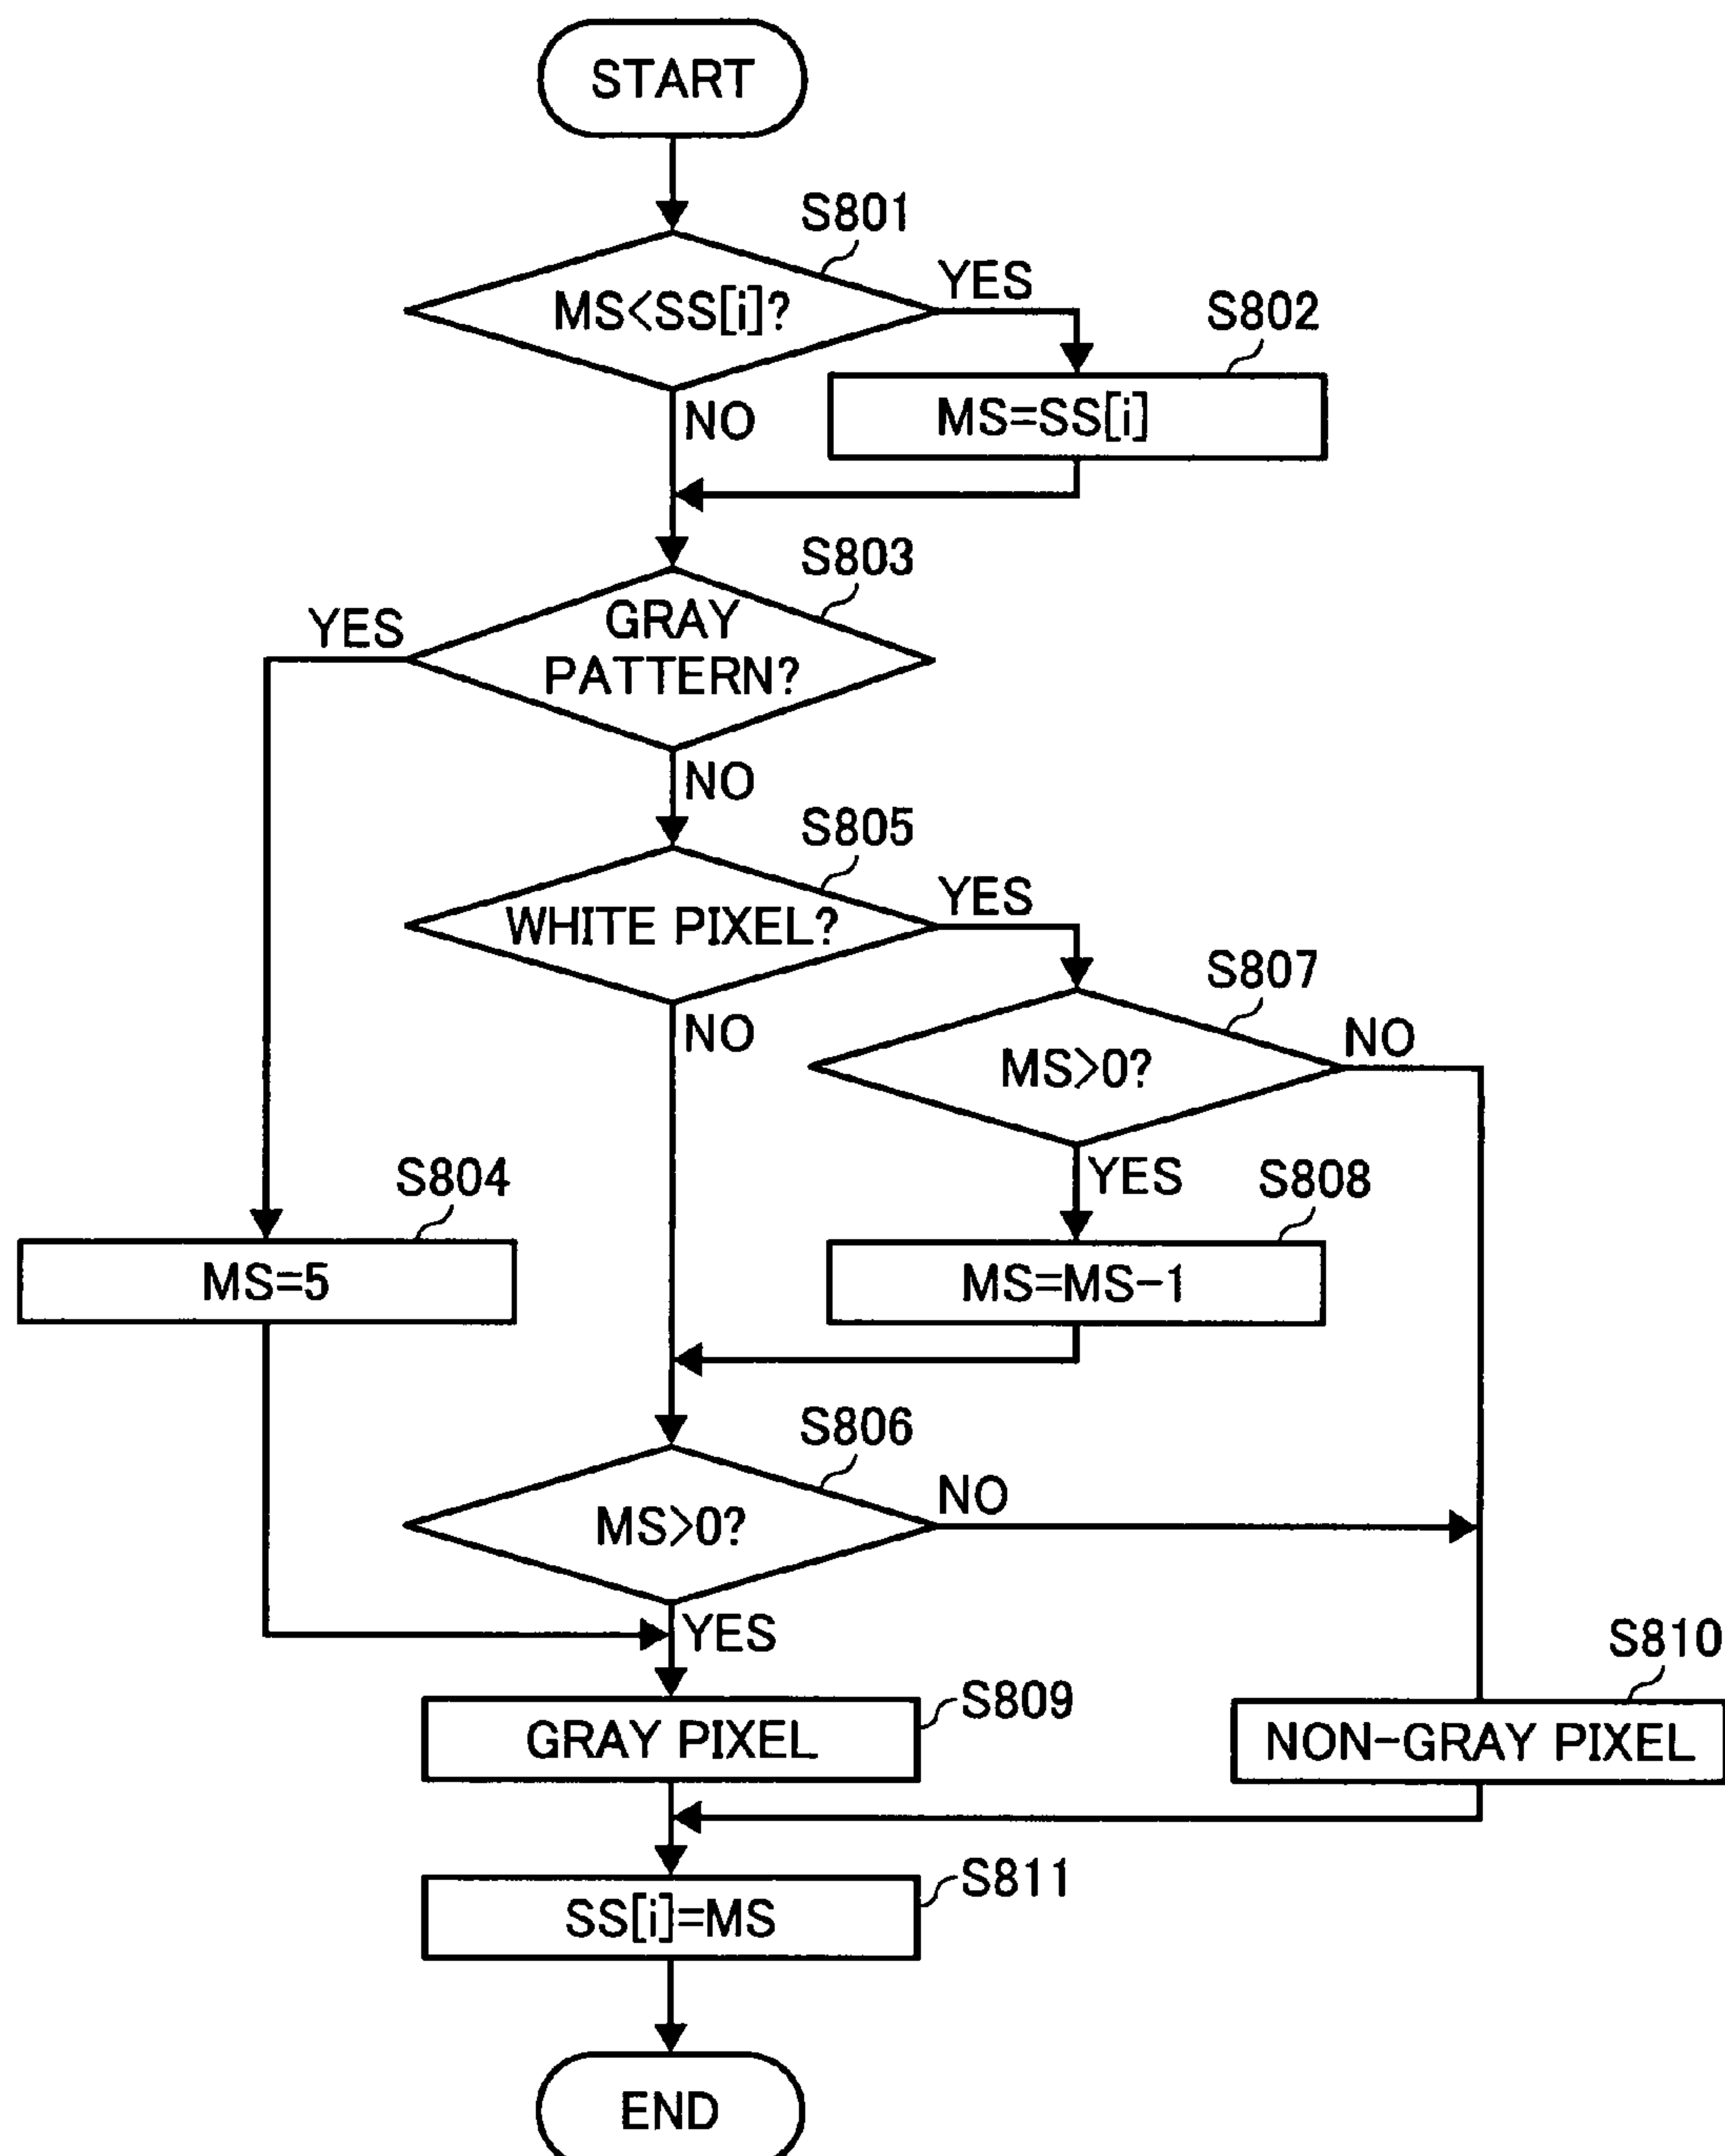 START
S801
MS<SS[i]?
YES
S802
MS=SS[i]
NO
S803
GRAY
PATTERN?
YES
NO
S805
WHITE PIXEL?
YES
S807
NO
MS>0?
NO
S804
YES
S808
MS=5
MS=MS-1
S806
MS>0?
NO
YES
S810
S809
GRAY PIXEL
NON-GRAY PIXEL
S811
SS[i]=MS
END